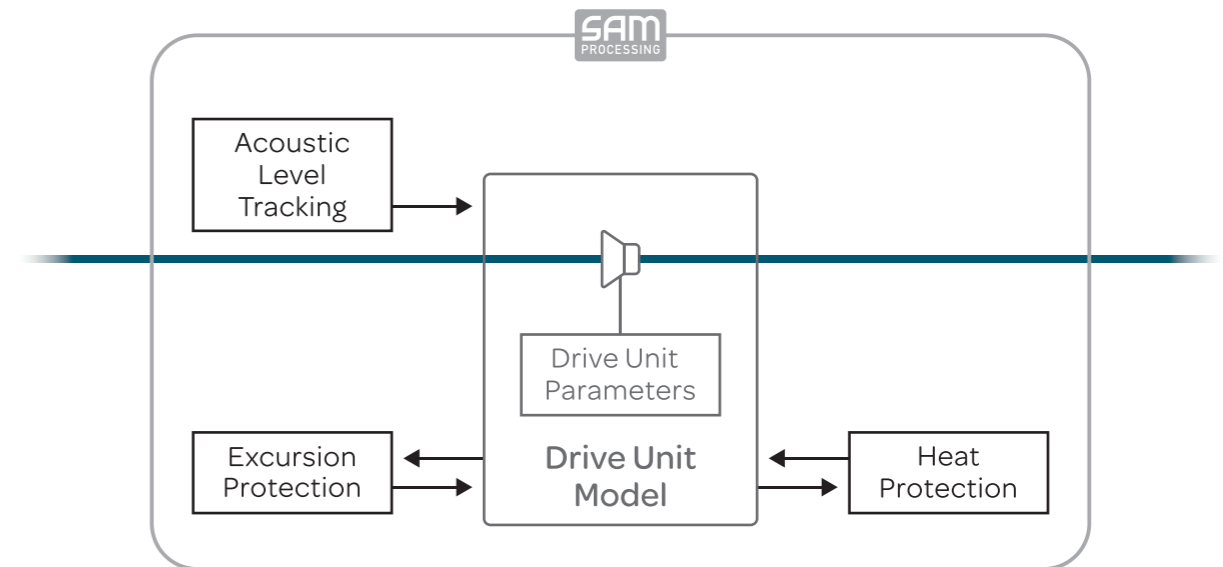 SAM
PROCESSING
Acoustic
Level
Tracking
Drive Unit
Parameters
Excursion
Protection
Drive Unit
Model
Heat
Protection